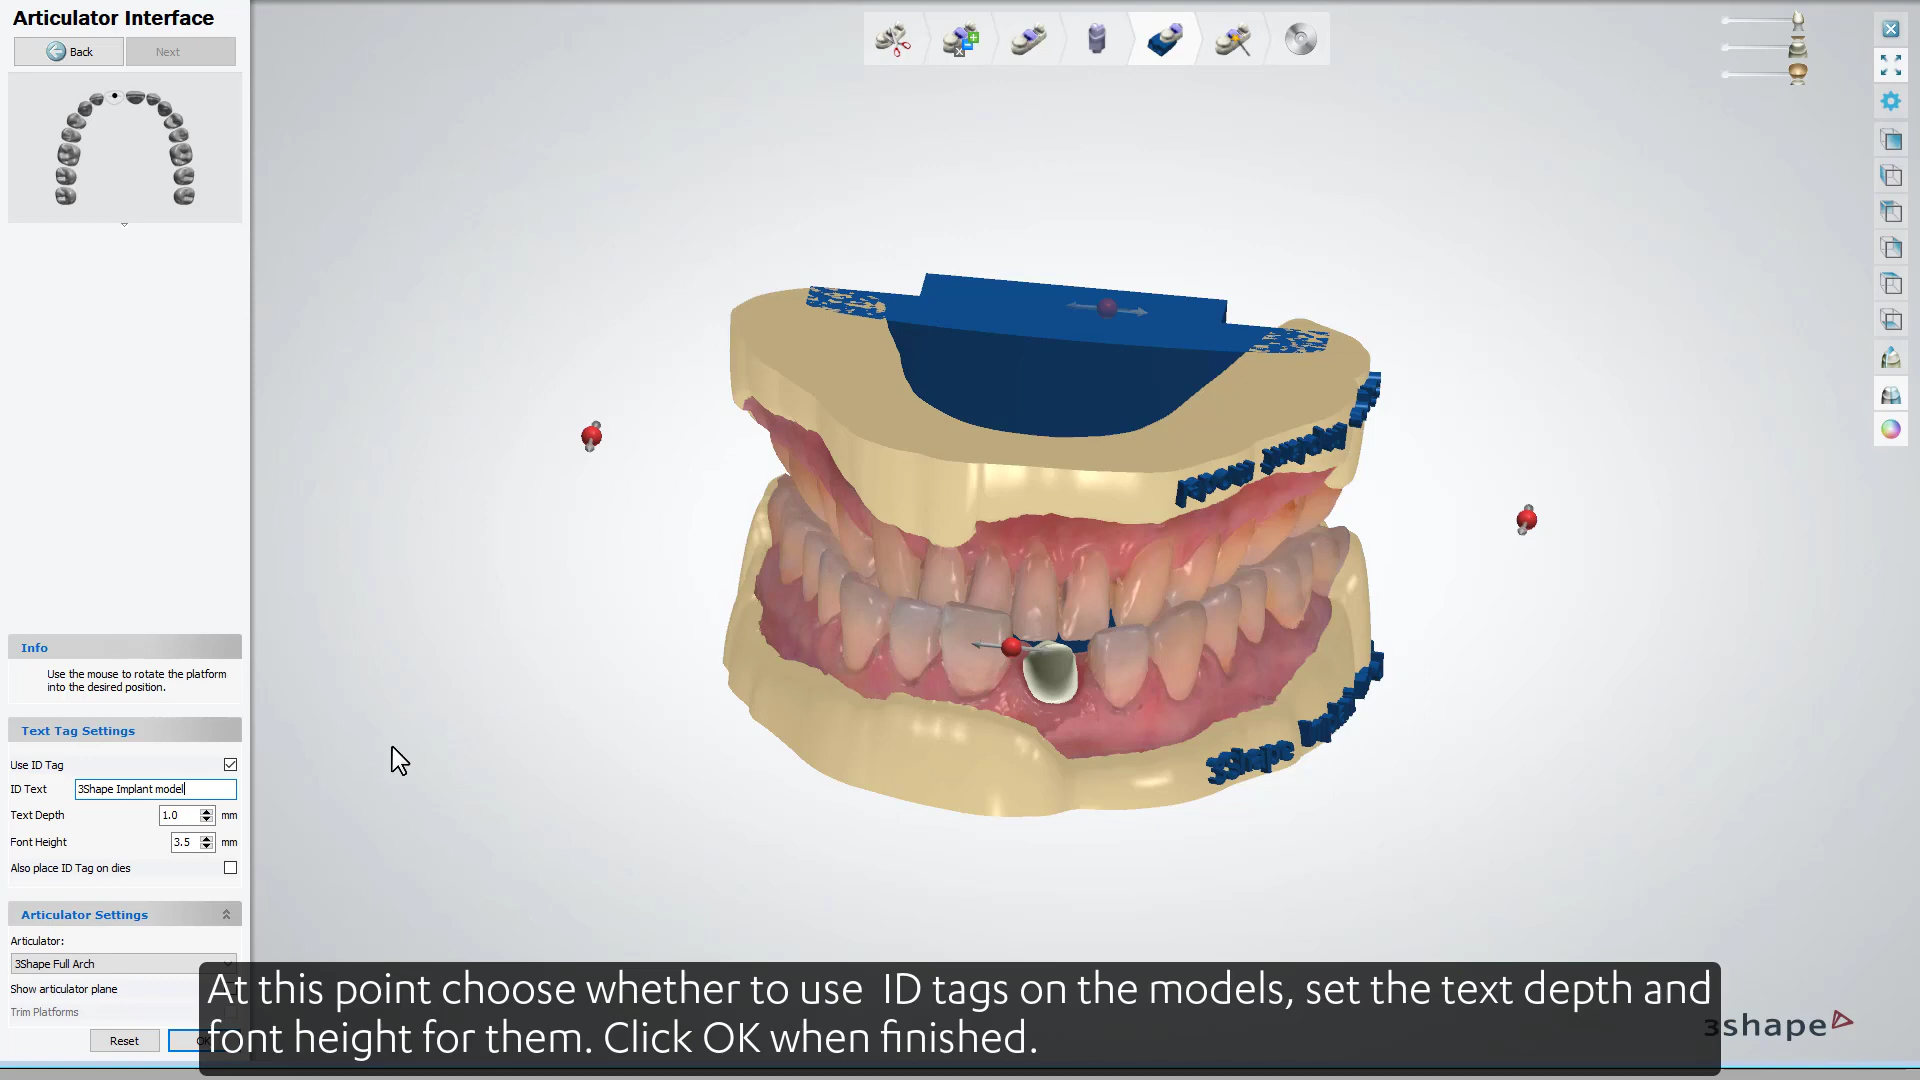 Articulator Interface
Back
Next
Info
Use the mouse to rotate the platform
into the desired position.
Text Tag Settings
Use ID Tag
ID Text 3Shape Implant model
Text Depth 1.0 mm
Font Height 3.5 mm
Also place ID Tag on dies
Articulator Settings
Articulator:
3Shape Full Arch
Show articulator plane
Trim Platforms
Reset
OK
3Shape
At this point choose whether to use ID tags on the models, set the text depth and
font height for them. Click OK when finished.
3shape